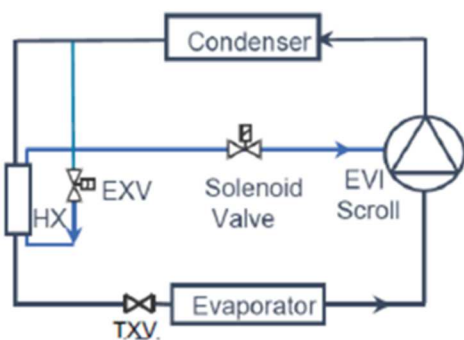 Condenser
EXV
HX
Solenoid
Valve
EVI
Scroll
Evaporator
TXV.